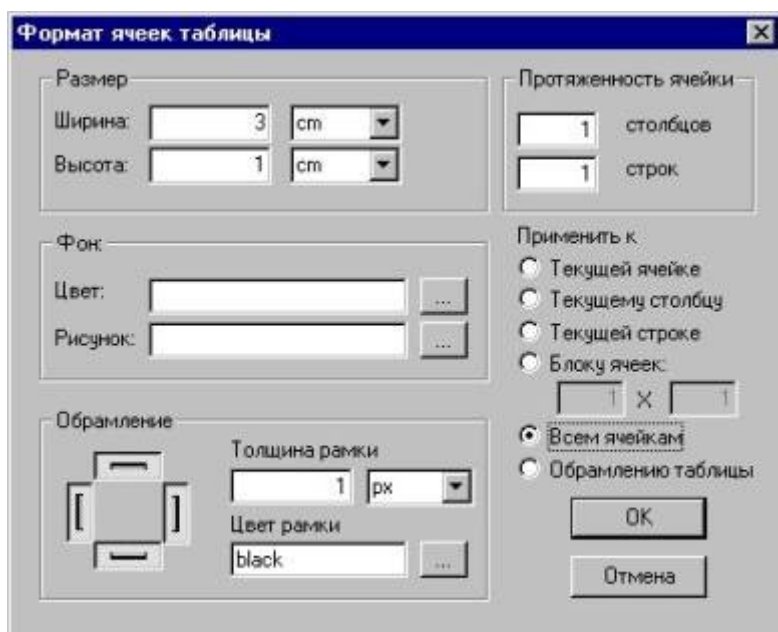 Формат ячеек таблицы
Размер
Ширина: 3 cm
Высота: 1 cm
Протяженность ячейки
1 столбцов
1 строк
Фон:
Цвет: ...
Рисунок: ...
Применить к
Текущей ячейке
Текущему столбцу
Текущей строке
Блоку ячеек:
1 X 1
Всем ячейкам
Обрамлению таблицы
Обрамление
Толщина рамки
1 px
Цвет рамки
black ...
OK
Отмена